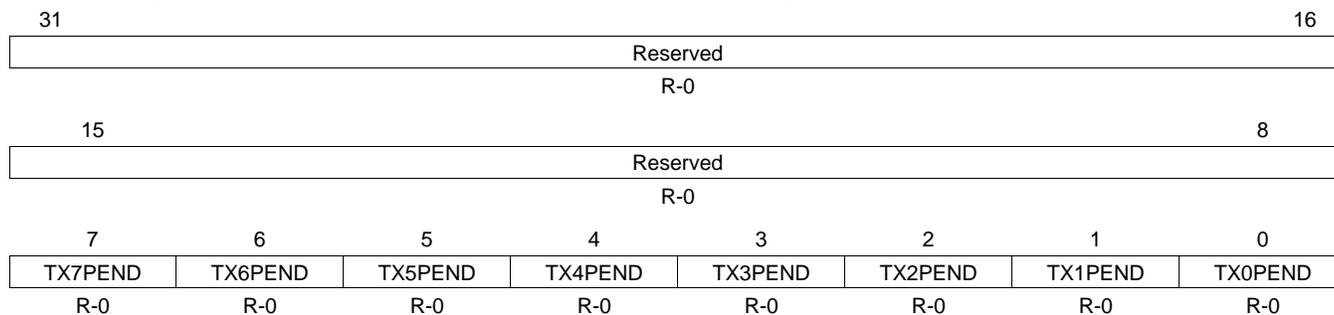 31 16
Reserved
R-0
15 8
Reserved
R-0
7 6 5 4 3 2 1 0
TX7PEND TX6PEND TX5PEND TX4PEND TX3PEND TX2PEND TX1PEND TX0PEND
R-0 R-0 R-0 R-0 R-0 R-0 R-0 R-0